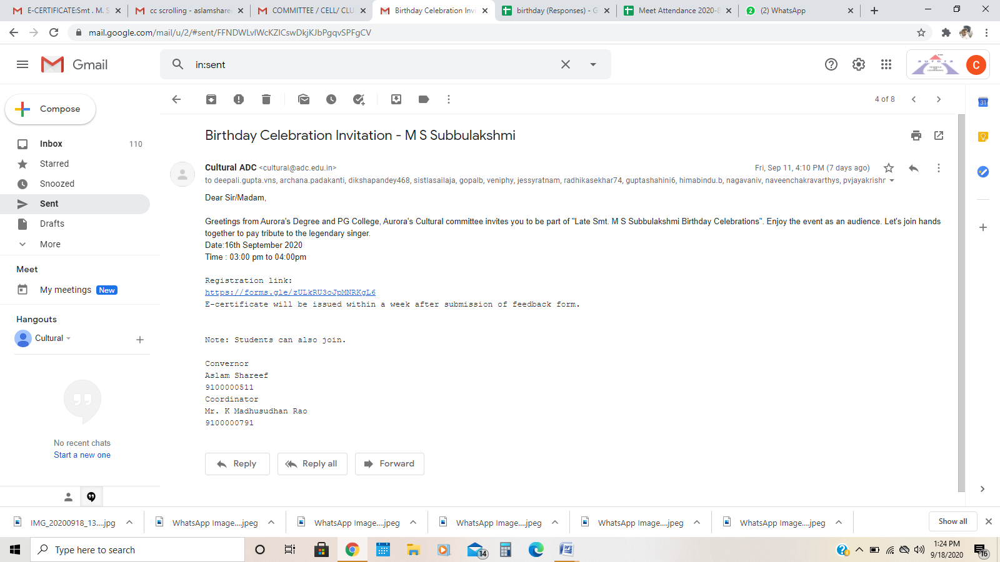 E-CERTIFICATE:Smt . M. S
cc scrolling - aslamshare
COMMITTEE / CELL/ CLU
Birthday Celebration Invi
birthday (Responses) - G
Meet Attendance 2020-
(2) WhatsApp
mail.google.com/mail/u/2/#sent/FFNDWLvlWcKZlCswDkjKJbPgqvSPFgCV
Gmail
in:sent
C
Compose
4 of 8
31
Inbox 110
Starred
Snoozed
Sent
Drafts
More
Meet
My meetings New
Hangouts
Cultural
No recent chats
Start a new one
Birthday Celebration Invitation - M S Subbulakshmi
Cultural ADC <cultural@adc.edu.in> Fri, Sep 11, 4:10 PM (7 days ago)
to deepali.gupta.vns, archana.padakanti, dikshapandey468, sistlasailaja, gopalb, veniphy, jessyratnam, radhikasekhar74, guptashahini6, himabindu.b, nagavaniv, naveenchakravarthys, pvjayakrishr
Dear Sir/Madam,
Greetings from Aurora's Degree and PG College, Aurora's Cultural committee invites you to be part of "Late Smt. M S Subbulakshmi Birthday Celebrations". Enjoy the event as an audience. Let's join hands
together to pay tribute to the legendary singer.
Date:16th September 2020
Time : 03:00 pm to 04:00pm
Registration link:
https://forms.gle/zULkRU3oJpMNRKgL6
E-certificate will be issued within a week after submission of feedback form.
Note: Students can also join.
Convernor
Aslam Shareef
9100000511
Coordinator
Mr. K Madhusudhan Rao
9100000791
Reply
Reply all
Forward
IMG_20200918_13....jpg
WhatsApp Image....jpeg
WhatsApp Image....jpeg
WhatsApp Image....jpeg
WhatsApp Image....jpeg
WhatsApp Image....jpeg
Show all
Type here to search
14
1:24 PM
9/18/2020
16